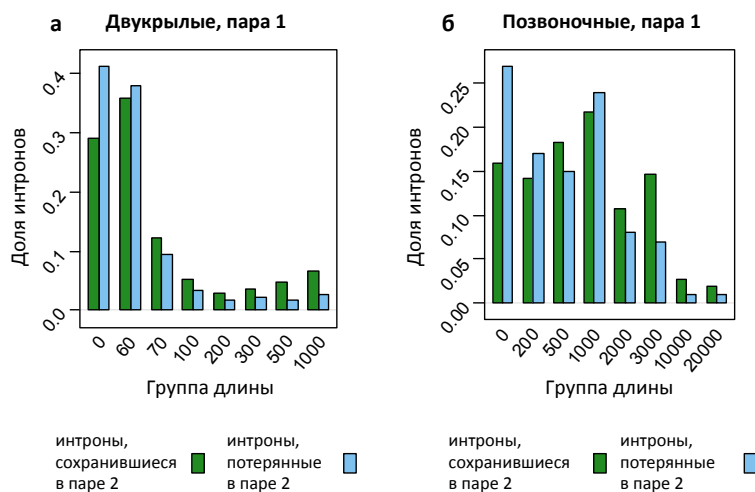 а Двукрылые, пара 1
Доля интронов
0.4
0.3
0.2
0.1
0.0
0 60 70 100 200 300 500 1000
Группа длины
интроны,
сохранившиеся
в паре 2
интроны,
потерянные
в паре 2
б Позвоночные, пара 1
Доля интронов
0.25
0.20
0.15
0.10
0.05
0.00
0 200 500 1000 2000 3000 10000 20000
Группа длины
интроны,
сохранившиеся
в паре 2
интроны,
потерянные
в паре 2